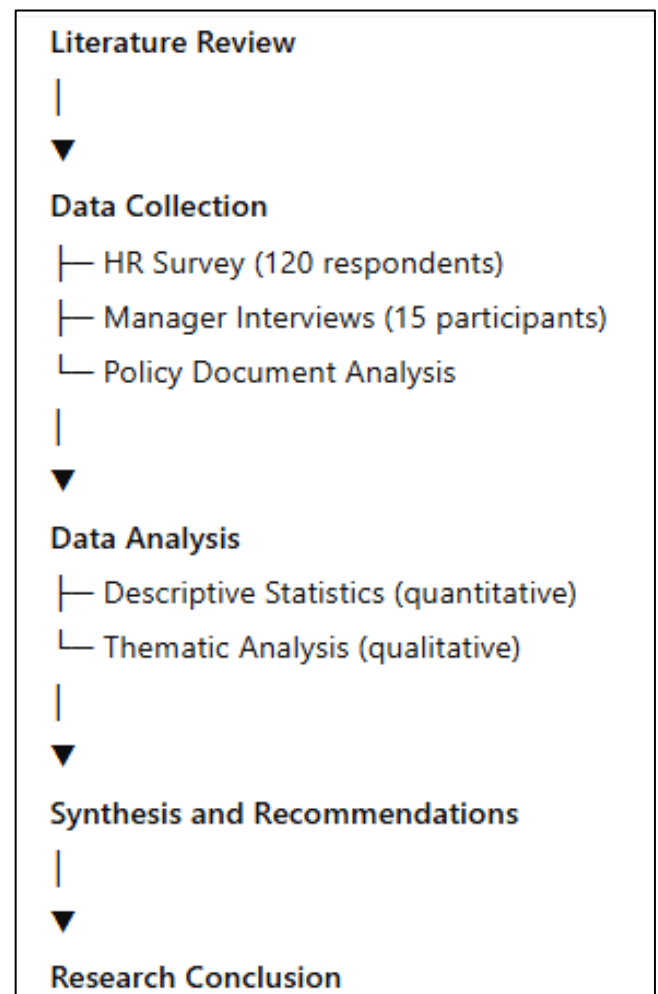 Literature Review
│
▼
Data Collection
├─ HR Survey (120 respondents)
├─ Manager Interviews (15 participants)
└─ Policy Document Analysis
│
▼
Data Analysis
├─ Descriptive Statistics (quantitative)
└─ Thematic Analysis (qualitative)
│
▼
Synthesis and Recommendations
│
▼
Research Conclusion